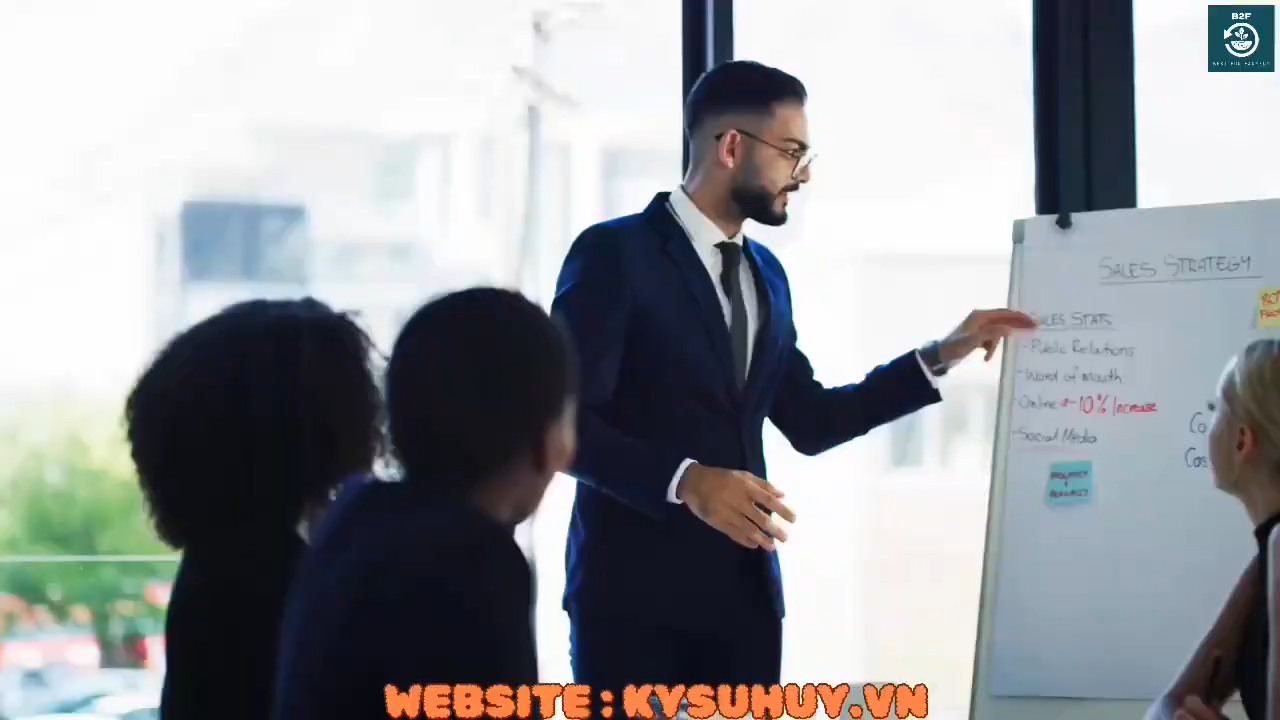 B2F
SALES STRATEGY
SALES STATS
- Public Relations
- Word of mouth
- Online → 10% Increase
- Social Media
WEBSITE : KYSUHUY.VN